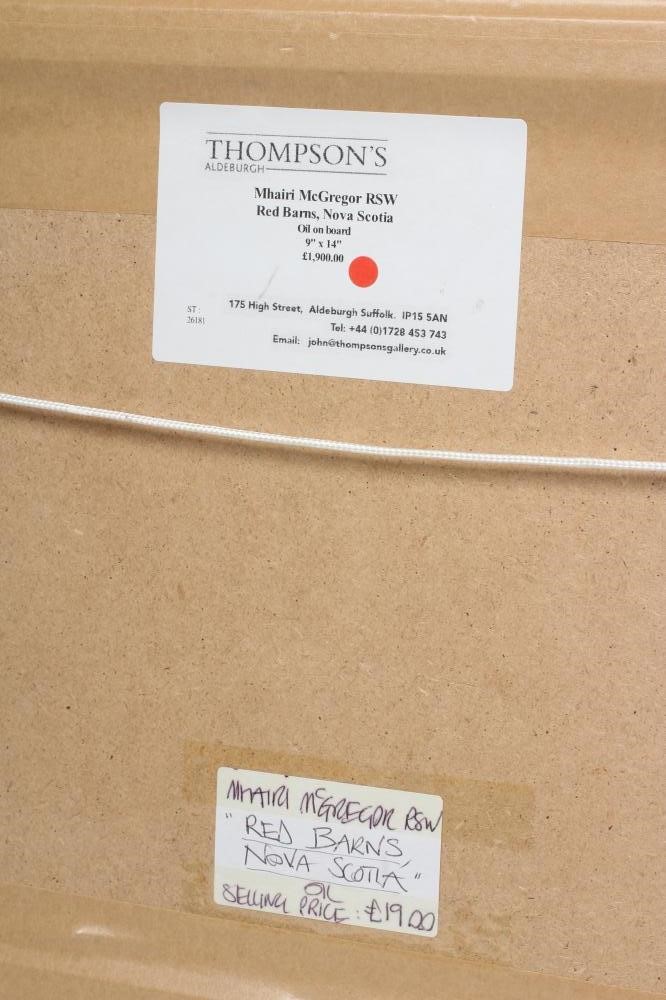 THOMPSON'S
ALDEBURGH
Mhairi McGregor RSW
Red Barns, Nova Scotia
Oil on board
9" x 14"
£1,900.00
ST :
26181
175 High Street, Aldeburgh Suffolk. IP15 5AN
Tel: +44 (0)1728 453 743
Email: john@thompsonsgallery.co.uk
MHAIRI McGREGOR RSW
"RED BARNS,
NOVA SCOTIA"
OIL
SELLING PRICE : £1900